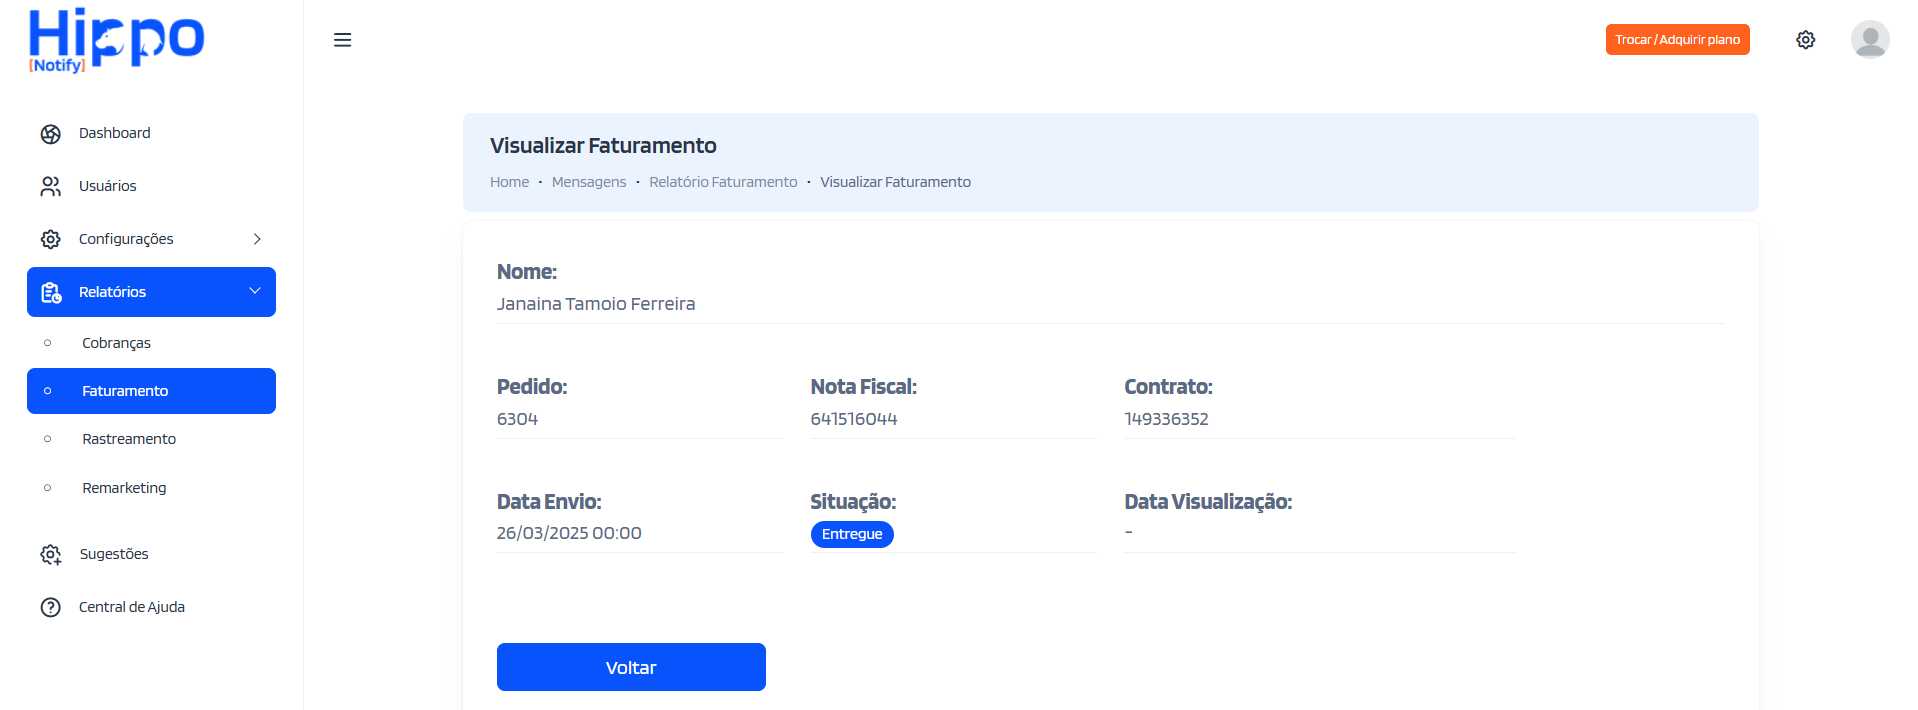 Hippo
[Notify]
Trocar / Adquirir plano
Dashboard
Usuários
Configurações
Relatórios
Cobranças
Faturamento
Rastreamento
Remarketing
Sugestões
Central de Ajuda
Visualizar Faturamento
Home • Mensagens • Relatório Faturamento • Visualizar Faturamento
Nome:
Janaina Tamoio Ferreira
Pedido: Nota Fiscal: Contrato:
6304 641516044 149336352
Data Envio: Situação: Data Visualização:
26/03/2025 00:00 Entregue -
Voltar